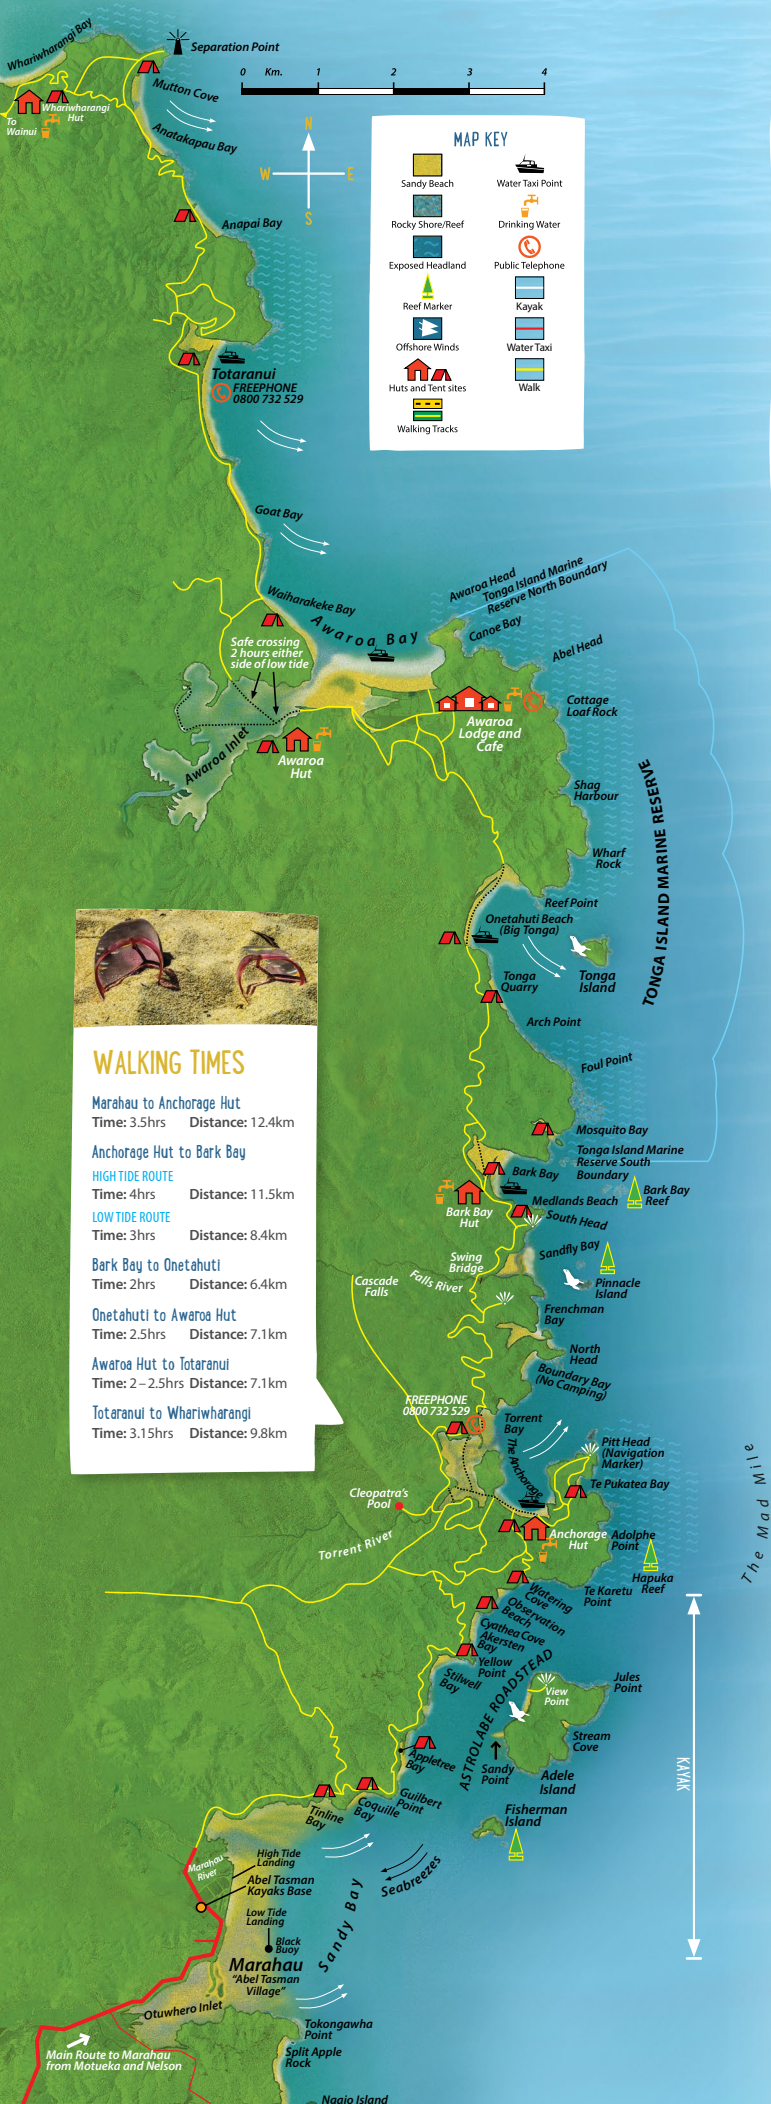 Whariwharangi Bay
Separation Point
0 Km. 1 2 3 4
Mutton Cove
Whariwharangi
Hut
To
Wainui
Anatakapau Bay
N
W E
S
Anapai Bay
MAP KEY
Sandy Beach
Water Taxi Point
Rocky Shore/Reef
Drinking Water
Exposed Headland
Public Telephone
Reef Marker
Kayak
Offshore Winds
Water Taxi
Huts and Tent sites
Walk
Walking Tracks
Totaranui
FREEPHONE
0800 732 529
Goat Bay
Waiharakeke Bay
Awaroa Bay
Awaroa Head
Tonga Island Marine
Reserve North Boundary
Canoe Bay
Abel Head
Safe crossing
2 hours either
side of low tide
Cottage
Loaf Rock
Awaroa
Lodge and
Cafe
Awaroa Inlet
Awaroa
Hut
Shag
Harbour
TONGA ISLAND MARINE RESERVE
Wharf
Rock
Reef Point
Onetahuti Beach
(Big Tonga)
Tonga
Island
Tonga
Quarry
Arch Point
Foul Point
Mosquito Bay
Tonga Island Marine
Reserve South
Boundary
Bark Bay
Bark Bay
Reef
Medlands Beach
Bark Bay
Hut
South Head
Sandfly Bay
Swing
Bridge
Falls River
Cascade
Falls
Pinnacle
Island
Frenchman
Bay
North
Head
Boundary Bay
(No Camping)
WALKING TIMES
Marahau to Anchorage Hut
Time: 3.5hrs Distance: 12.4km
Anchorage Hut to Bark Bay
HIGH TIDE ROUTE
Time: 4hrs Distance: 11.5km
LOW TIDE ROUTE
Time: 3hrs Distance: 8.4km
Bark Bay to Onetahuti
Time: 2hrs Distance: 6.4km
Onetahuti to Awaroa Hut
Time: 2.5hrs Distance: 7.1km
Awaroa Hut to Totaranui
Time: 2–2.5hrs Distance: 7.1km
Totaranui to Whariwharangi
Time: 3.15hrs Distance: 9.8km
FREEPHONE
0800 732 529
Torrent
Bay
The Anchorage
Pitt Head
(Navigation
Marker)
Te Pukatea Bay
The Mad Mile
Cleopatra's
Pool
Torrent River
Anchorage
Hut
Adolphe
Point
Hapuka
Reef
Te Karetu
Point
Watering
Cove
Observation
Beach
Cyathea Cove
Akersten
Bay
Yellow
Point
Stilwell
Bay
ASTROLABE ROADSTEAD
View
Point
Jules
Point
Stream
Cove
Sandy
Point
Adele
Island
KAYAK
Appletree
Bay
Guilbert
Point
Coquille
Bay
Tinline
Bay
Fisherman
Island
Marahau
River
High Tide
Landing
Abel Tasman
Kayaks Base
Seabreezes
Low Tide
Landing
Black
Buoy
Sandy Bay
Marahau
"Abel Tasman
Village"
Otuwhero Inlet
Tokongawha
Point
Split Apple
Rock
Main Route to Marahau
from Motueka and Nelson
Ngaio Island